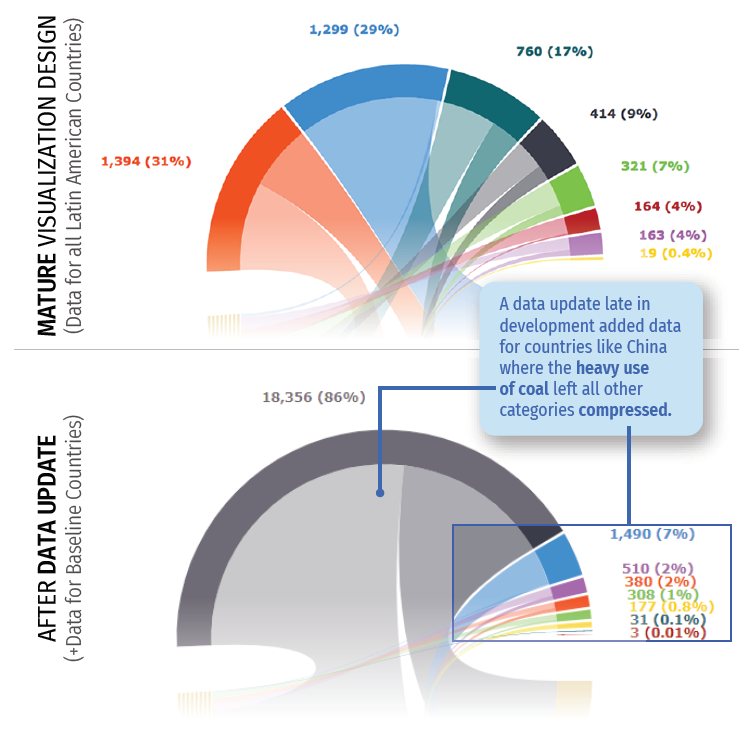 MATURE VISUALIZATION DESIGN
(Data for all Latin American Countries)
1,299 (29%)
760 (17%)
414 (9%)
1,394 (31%)
321 (7%)
164 (4%)
163 (4%)
19 (0.4%)
A data update late in
development added data
for countries like China
where the heavy use
of coal left all other
categories compressed.
AFTER DATA UPDATE
(+Data for Baseline Countries)
18,356 (86%)
1,490 (7%)
510 (2%)
380 (2%)
308 (1%)
177 (0.8%)
31 (0.1%)
3 (0.01%)